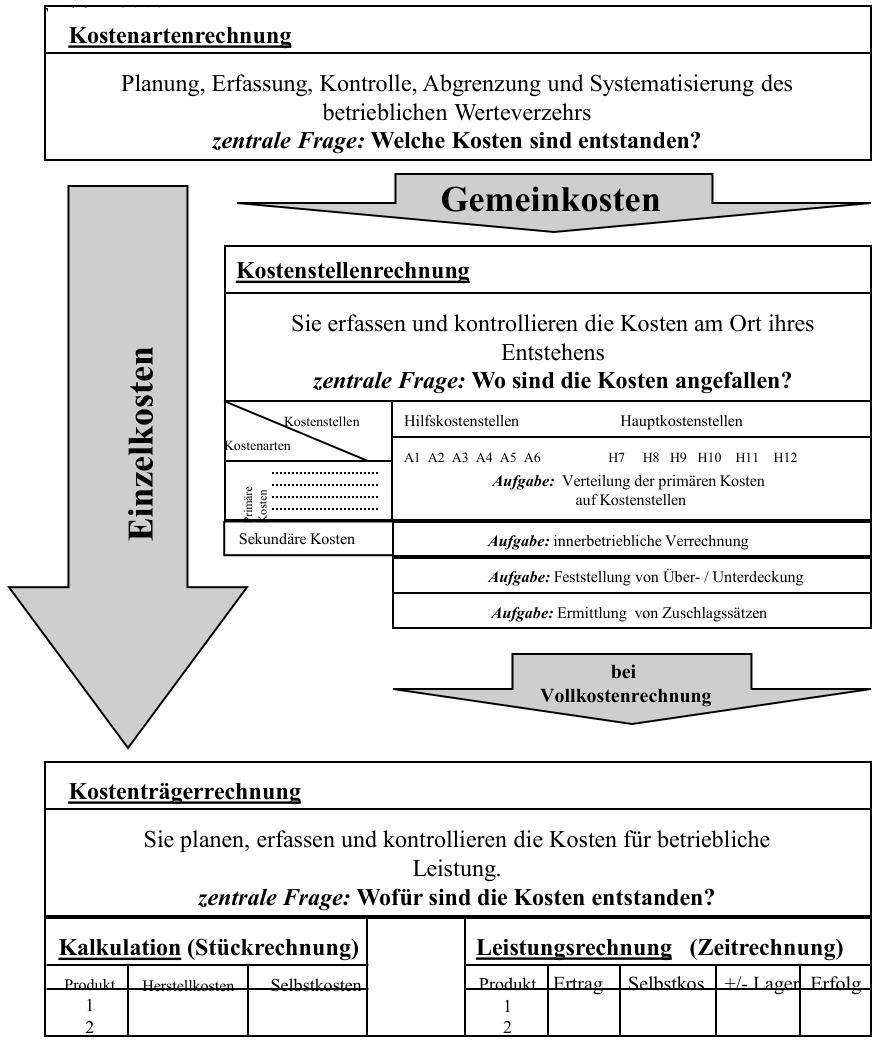 Kostenartenrechnung
Planung, Erfassung, Kontrolle, Abgrenzung und Systematisierung des
betrieblichen Werteverzehrs
zentrale Frage: Welche Kosten sind entstanden?
Gemeinkosten
Einzelkosten
Kostenstellenrechnung
Sie erfassen und kontrollieren die Kosten am Ort ihres
Entstehens
zentrale Frage: Wo sind die Kosten angefallen?
Kostenstellen
Kostenarten
Hilfskostenstellen Hauptkostenstellen
A1 A2 A3 A4 A5 A6 H7 H8 H9 H10 H11 H12
Primäre
Kosten
Aufgabe: Verteilung der primären Kosten
auf Kostenstellen
Sekundäre Kosten
Aufgabe: innerbetriebliche Verrechnung
Aufgabe: Feststellung von Über- / Unterdeckung
Aufgabe: Ermittlung von Zuschlagssätzen
bei
Vollkostenrechnung
Kostenträgerrechnung
Sie planen, erfassen und kontrollieren die Kosten für betriebliche
Leistung.
zentrale Frage: Wofür sind die Kosten entstanden?
Kalkulation (Stückrechnung)
Produkt Herstellkosten Selbstkosten
1
2
Leistungsrechnung (Zeitrechnung)
Produkt Ertrag Selbstkos +/- Lager Erfolg
1
2